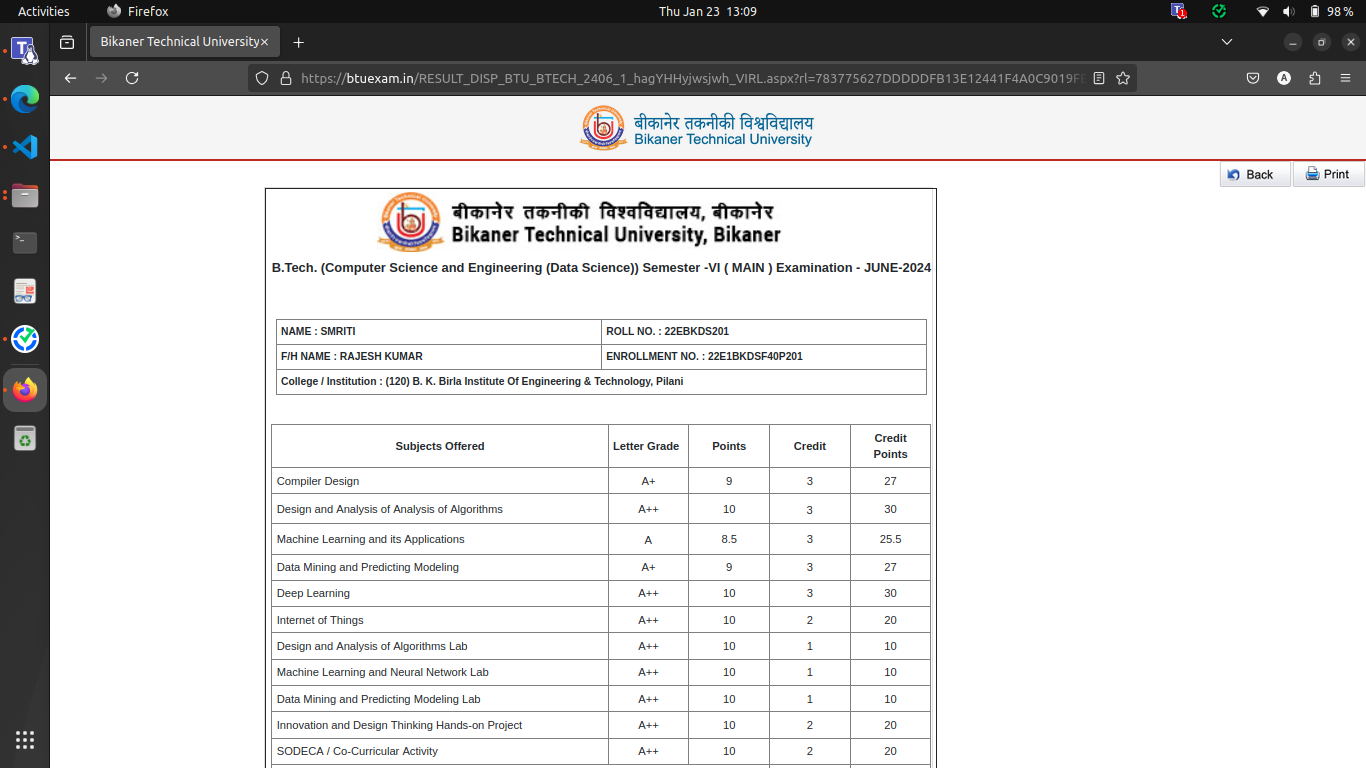 Activities Firefox Thu Jan 23 13:09 98 %
Bikaner Technical University ×
https://btuexam.in/RESULT_DISP_BTU_BTECH_2406_1_hagYHHyjwsjwh_VIRL.aspx?rl=783775627DDDDDFB13E12441F4A0C9019F
बीकानेर तकनीकी विश्वविद्यालय
Bikaner Technical University
Back Print
बीकानेर तकनीकी विश्वविद्यालय, बीकानेर
Bikaner Technical University, Bikaner
B.Tech. (Computer Science and Engineering (Data Science)) Semester -VI ( MAIN ) Examination - JUNE-2024
NAME : SMRITI ROLL NO. : 22EBKDS201
F/H NAME : RAJESH KUMAR ENROLLMENT NO. : 22E1BKDSF40P201
College / Institution : (120) B. K. Birla Institute Of Engineering & Technology, Pilani
Subjects Offered Letter Grade Points Credit Credit Points
Compiler Design A+ 9 3 27
Design and Analysis of Analysis of Algorithms A++ 10 3 30
Machine Learning and its Applications A 8.5 3 25.5
Data Mining and Predicting Modeling A+ 9 3 27
Deep Learning A++ 10 3 30
Internet of Things A++ 10 2 20
Design and Analysis of Algorithms Lab A++ 10 1 10
Machine Learning and Neural Network Lab A++ 10 1 10
Data Mining and Predicting Modeling Lab A++ 10 1 10
Innovation and Design Thinking Hands-on Project A++ 10 2 20
SODECA / Co-Curricular Activity A++ 10 2 20